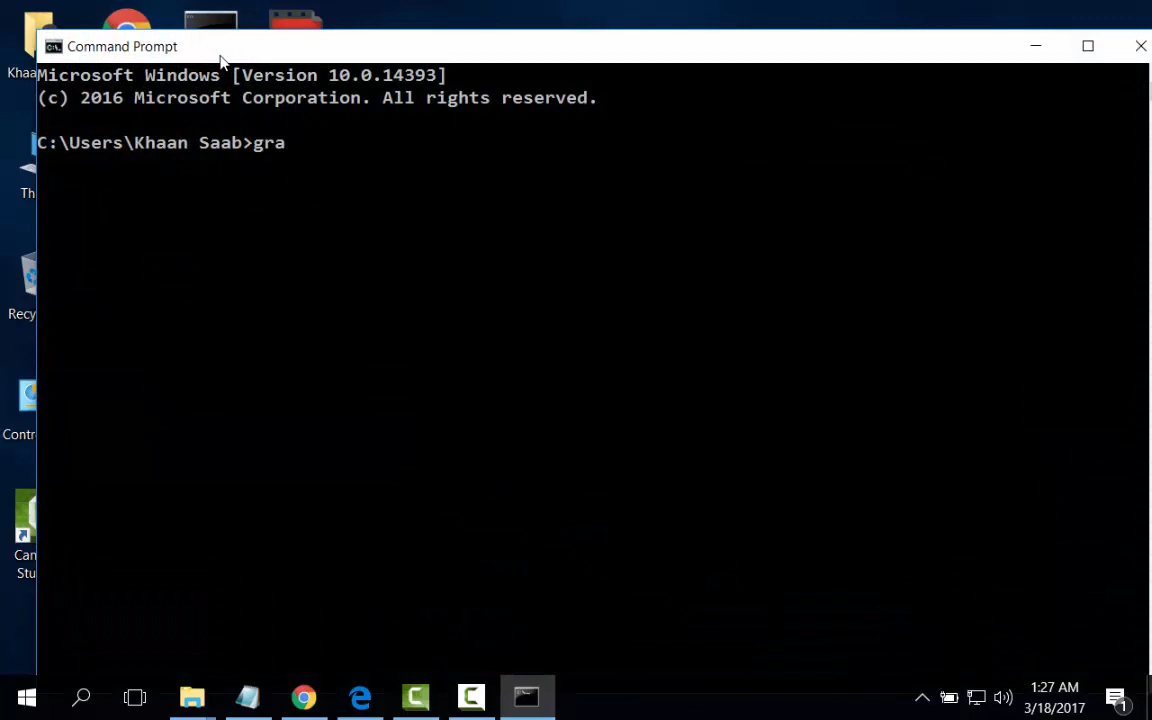 Command Prompt
Microsoft Windows [Version 10.0.14393]
(c) 2016 Microsoft Corporation. All rights reserved.
C:\Users\Khaan Saab>gra
Khaa
Th
Recy
Contr
Can
Stu
1:27 AM
3/18/2017
1